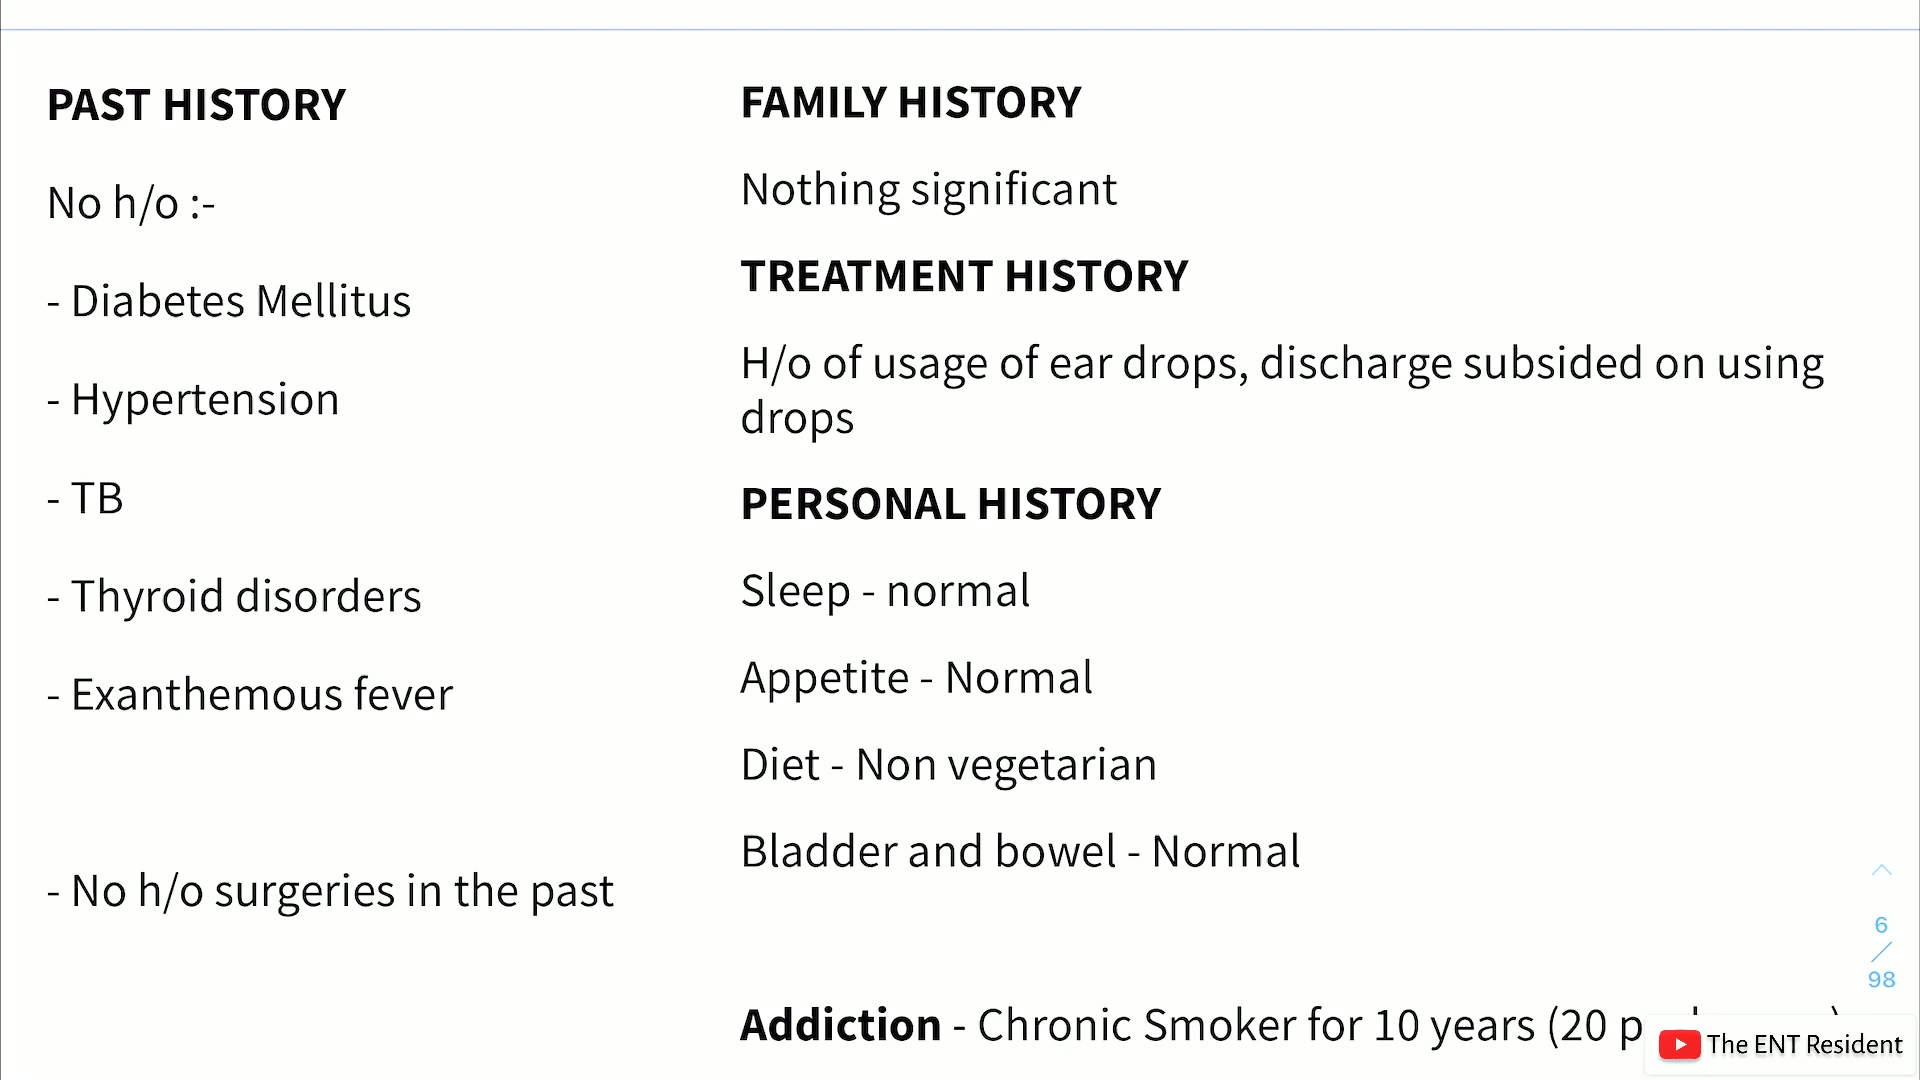 PAST HISTORY
No h/o :-
- Diabetes Mellitus
- Hypertension
- TB
- Thyroid disorders
- Exanthemous fever
- No h/o surgeries in the past
FAMILY HISTORY
Nothing significant
TREATMENT HISTORY
H/o of usage of ear drops, discharge subsided on using
drops
PERSONAL HISTORY
Sleep - normal
Appetite - Normal
Diet - Non vegetarian
Bladder and bowel - Normal
Addiction - Chronic Smoker for 10 years (20
6
/
98
The ENT Resident